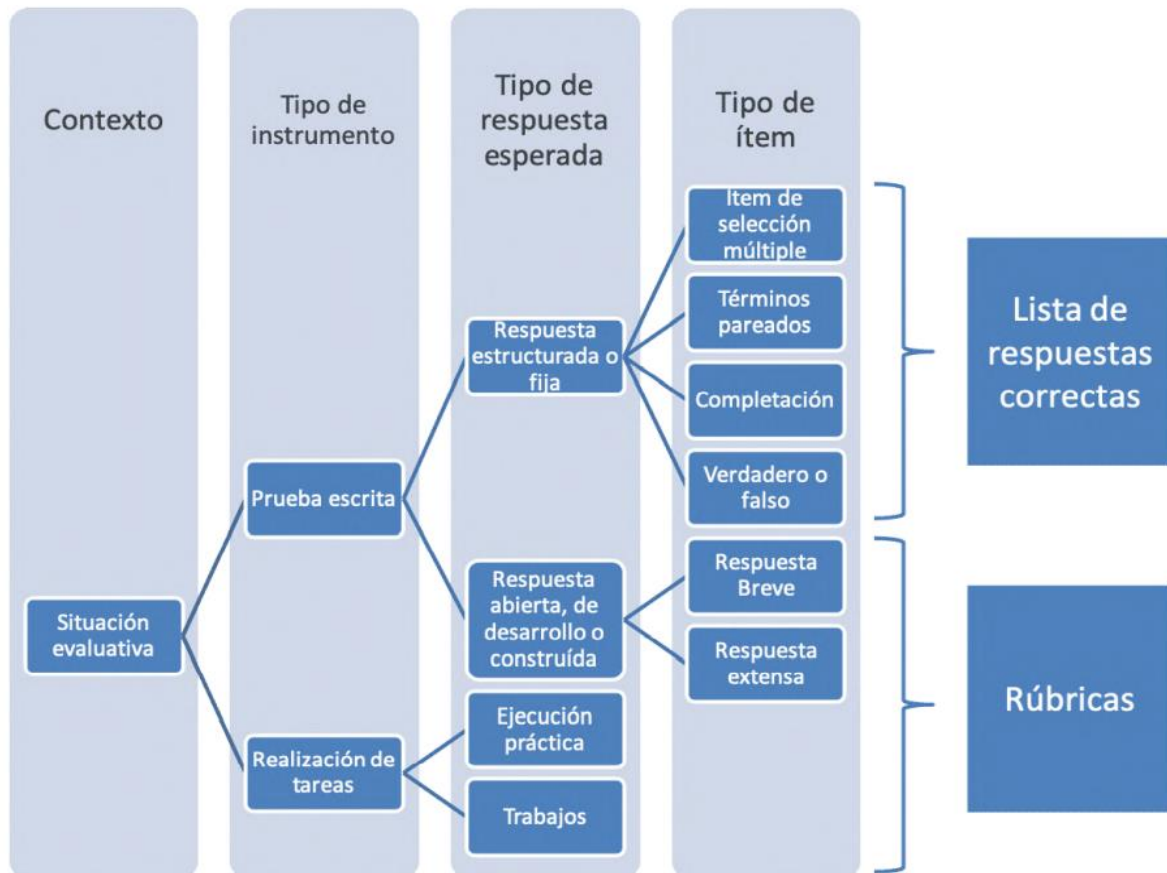 Contexto
Tipo de
instrumento
Tipo de
respuesta
esperada
Tipo de
ítem
Situación
evaluativa
Prueba escrita
Realización de
tareas
Respuesta
estructurada o
fija
Respuesta
abierta, de
desarrollo o
construída
Ejecución
práctica
Trabajos
Item de
selección
múltiple
Términos
pareados
Completación
Verdadero o
falso
Respuesta
Breve
Respuesta
extensa
Lista de
respuestas
correctas
Rúbricas